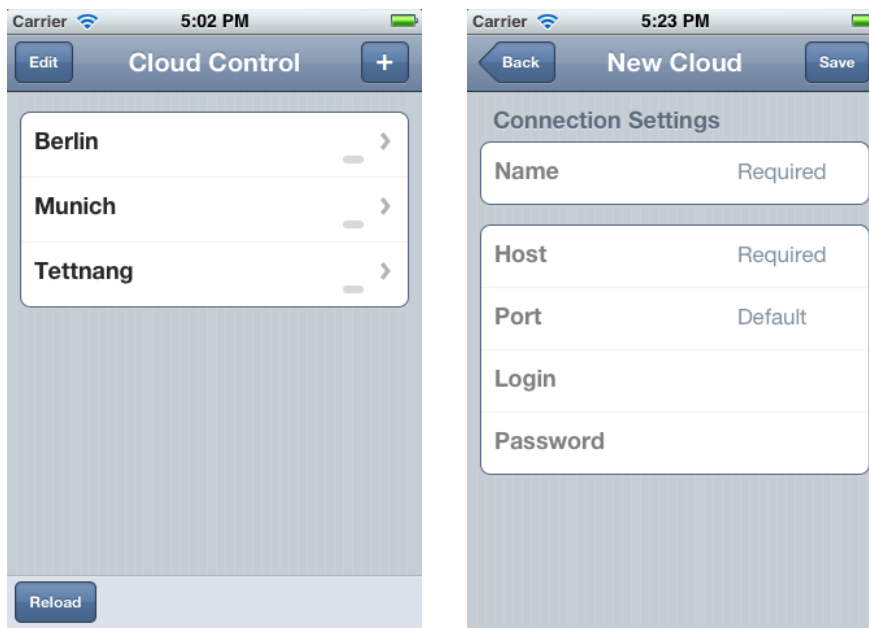 Carrier 5:02 PM
Edit Cloud Control +
Berlin
Munich
Tettnang
Reload
Carrier 5:23 PM
Back New Cloud Save
Connection Settings
Name Required
Host Required
Port Default
Login
Password